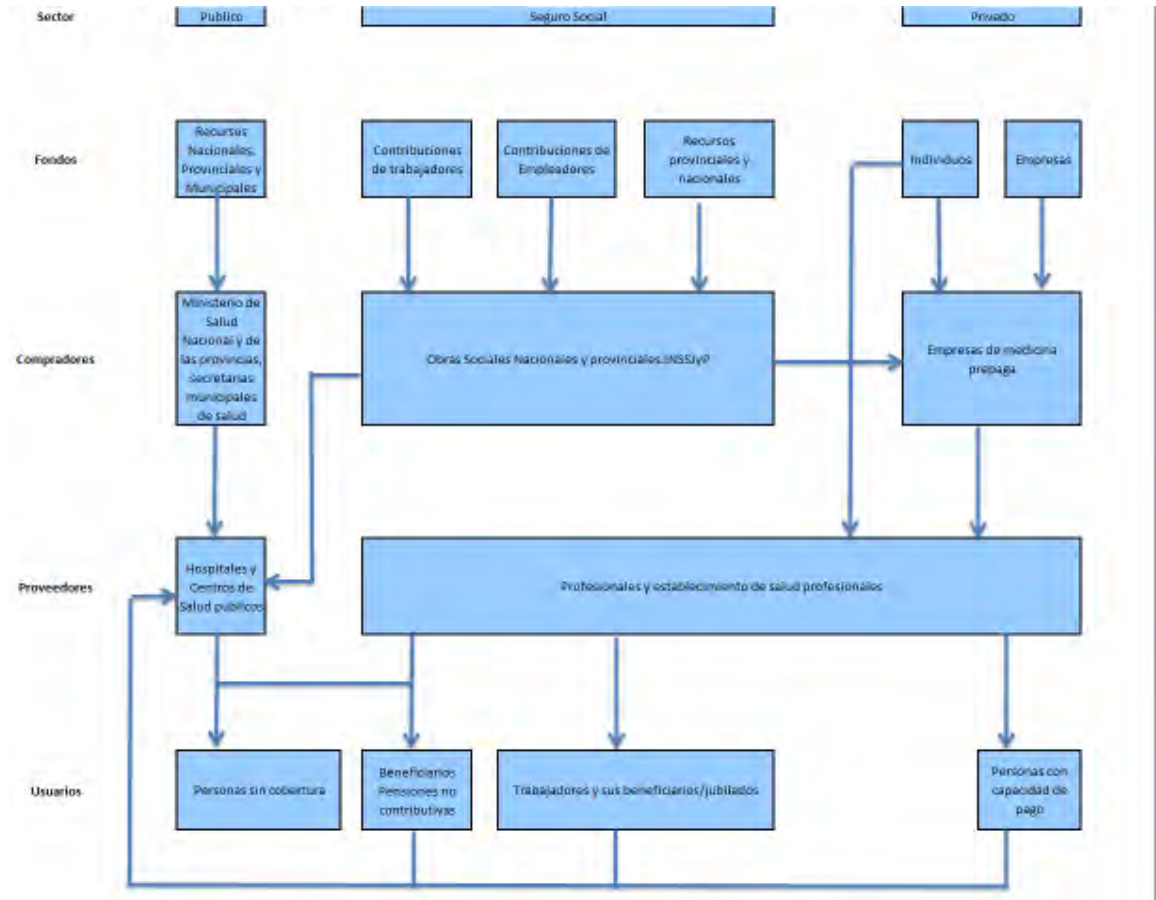 Sector
Publico
Seguro Social
Privado
Fondos
Recursos
Nacionales,
Provinciales y
Municipales
Contribuciones
de trabajadores
Contribuciones de
Empleadores
Recursos
provinciales y
nacionales
Individuos
Empresas
Compradores
Ministerio de
Salud
Nacional y de
las provincias,
secretarias
municipales
de salud
Obras Sociales Nacionales y provinciales.INSSJyP
Empresas de medicina
prepaga
Proveedores
Hospitales y
Centros de
Salud publicos
Profesionales y establecimiento de salud profesionales
Usuarios
Personas sin cobertura
Beneficiarios
Pensiones no
contributivas
Trabajadores y sus beneficiarios/jubilados
Personas con
capacidad de
pago